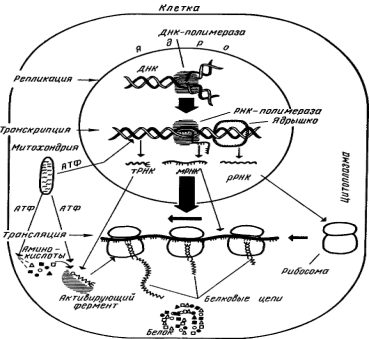 Клетка
ДНК-полимераза
Ядро
ДНК
Репликация
РНК-полимераза
Ядрышко
Транскрипция
Митохондрия
АТФ
тРНК
мРНК
рРНК
Цитоплазма
АТФ
АТФ
Трансляция
Амино-
кислоты
Рибосома
Активирующий
фермент
Белковые цепи
Белок